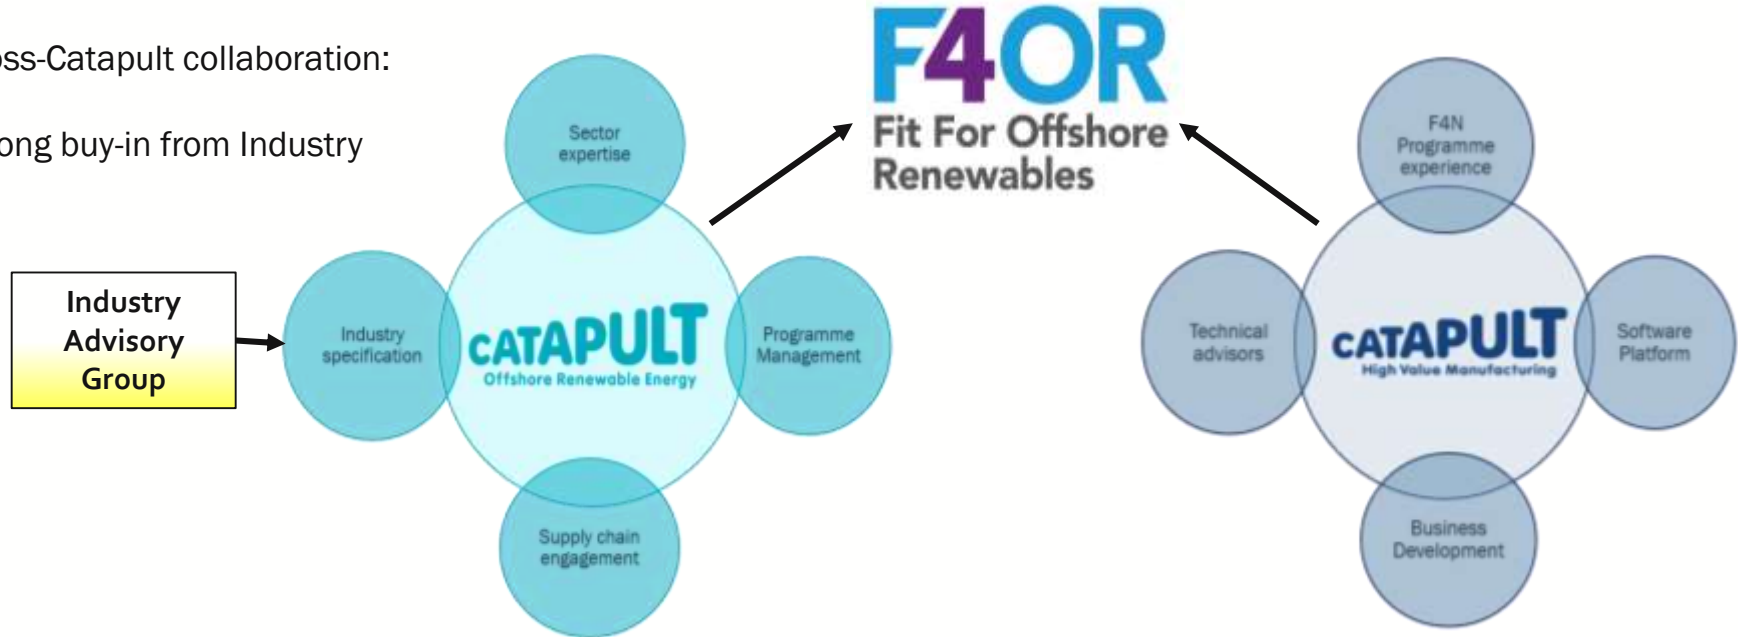 oss-Catapult collaboration:
ong buy-in from Industry
F4OR
Fit For Offshore
Renewables
Sector
expertise
Industry
Advisory
Group
Industry
specification
CATAPULT
Offshore Renewable Energy
Programme
Management
Supply chain
engagement
F4N
Programme
experience
Technical
advisors
CATAPULT
High Value Manufacturing
Software
Platform
Business
Development